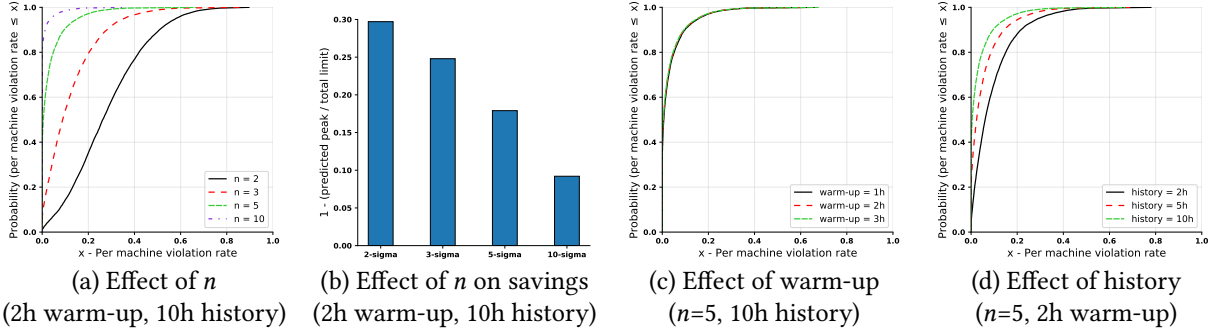 Probability (per machine violation rate ≤ x)
1.0
0.8
0.6
0.4
0.2
0.0
0.0
0.2
0.4
0.6
0.8
1.0
x - Per machine violation rate
n = 2
n = 3
n = 5
n = 10
(a) Effect of n
(2h warm-up, 10h history)
1 - (predicted peak / total limit)
0.30
0.25
0.20
0.15
0.10
0.05
0.00
2-sigma
3-sigma
5-sigma
10-sigma
(b) Effect of n on savings
(2h warm-up, 10h history)
Probability (per machine violation rate ≤ x)
1.0
0.8
0.6
0.4
0.2
0.0
0.0
0.2
0.4
0.6
0.8
1.0
x - Per machine violation rate
warm-up = 1h
warm-up = 2h
warm-up = 3h
(c) Effect of warm-up
(n=5, 10h history)
Probability (per machine violation rate ≤ x)
1.0
0.8
0.6
0.4
0.2
0.0
0.0
0.2
0.4
0.6
0.8
1.0
x - Per machine violation rate
history = 2h
history = 5h
history = 10h
(d) Effect of history
(n=5, 2h warm-up)